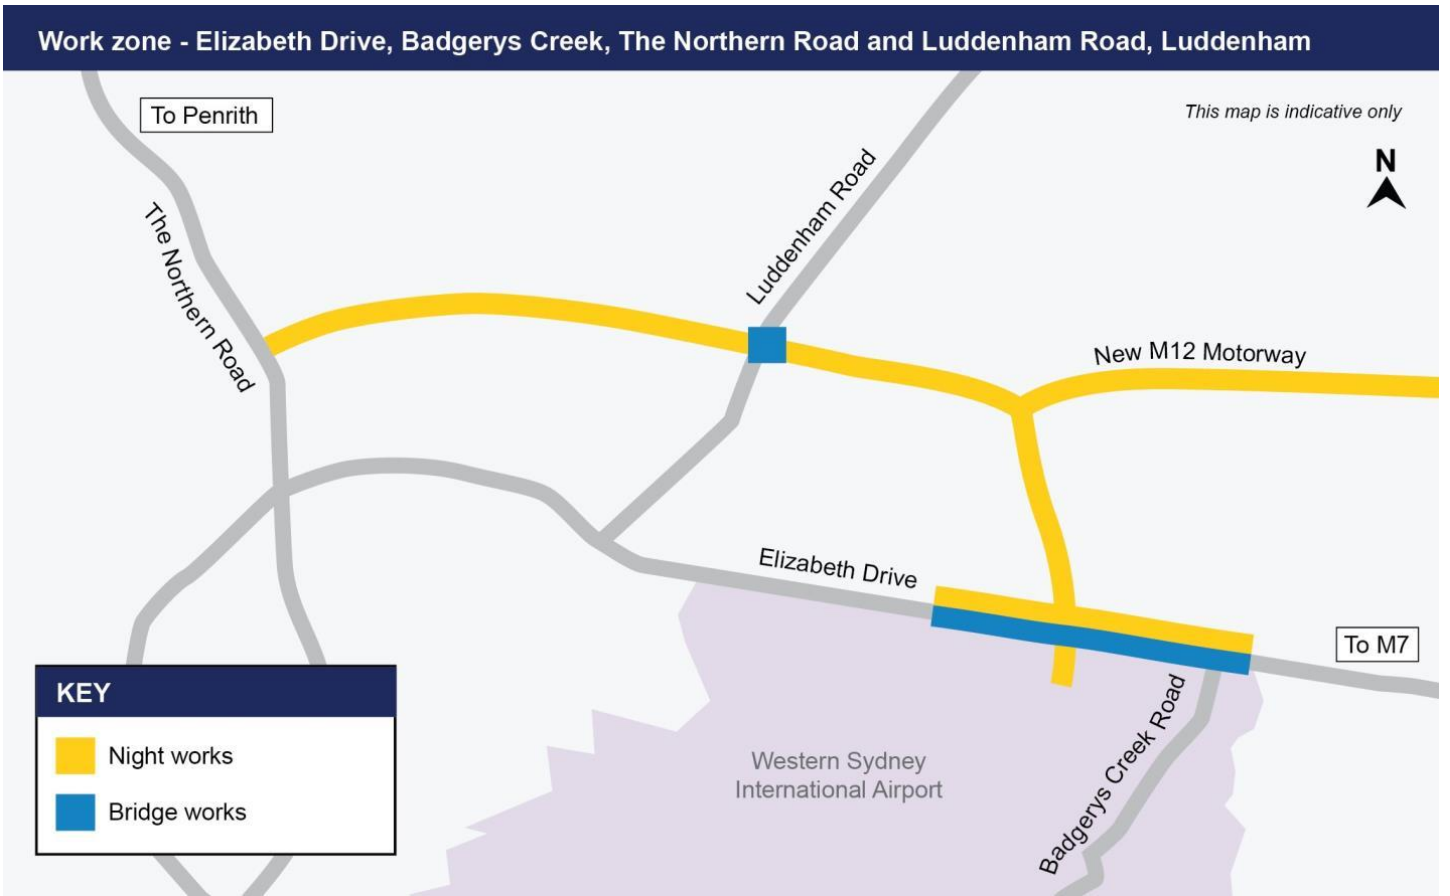 Work zone - Elizabeth Drive, Badgerys Creek, The Northern Road and Luddenham Road, Luddenham
To Penrith
This map is indicative only
N
Luddenham Road
The Northern Road
New M12 Motorway
Elizabeth Drive
To M7
KEY
Night works
Bridge works
Western Sydney
International Airport
Badgerys Creek Road